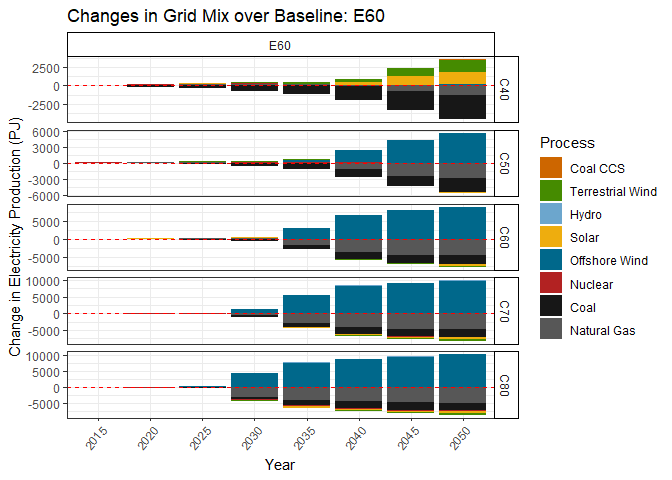 Changes in Grid Mix over Baseline: E60
E60
Change in Electricity Production (PJ)
2500
0
-2500
C40
6000
3000
0
-3000
-6000
C50
5000
0
-5000
C60
10000
5000
0
-5000
C70
10000
5000
0
-5000
C80
2015
2020
2025
2030
2035
2040
2045
2050
Year
Process
Coal CCS
Terrestrial Wind
Hydro
Solar
Offshore Wind
Nuclear
Coal
Natural Gas